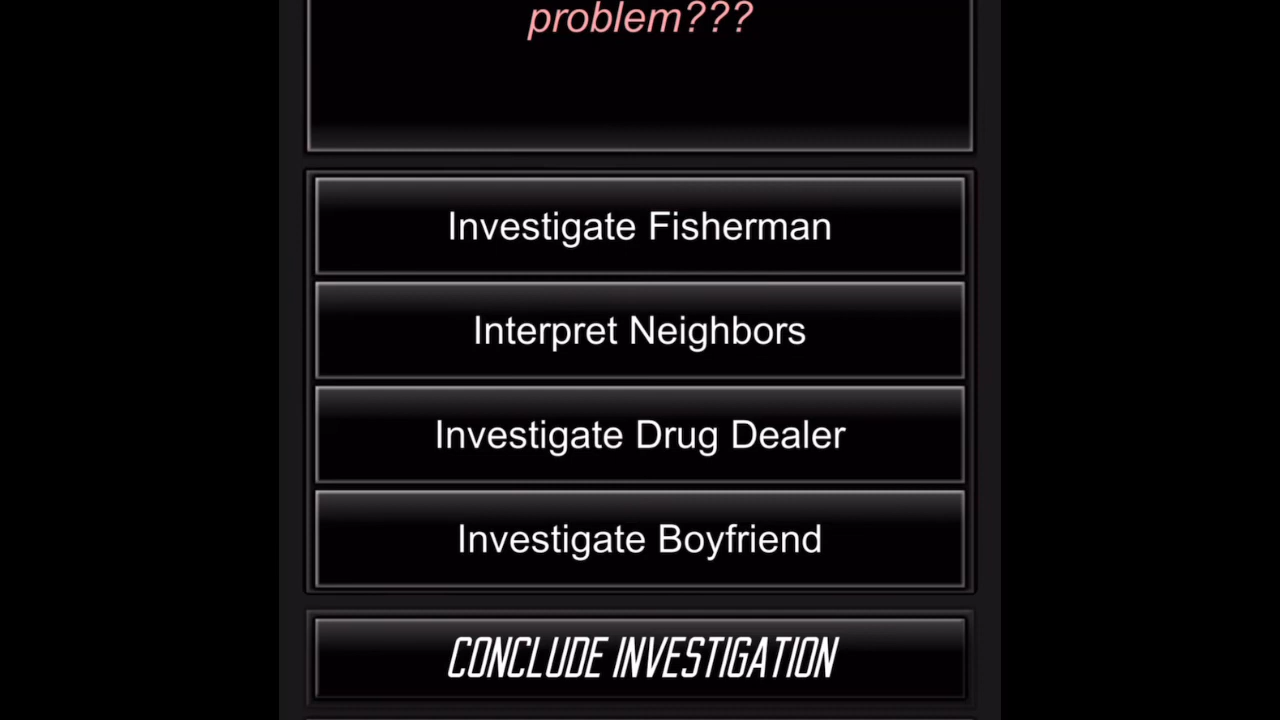 problem???
Investigate Fisherman
Interpret Neighbors
Investigate Drug Dealer
Investigate Boyfriend
CONCLUDE INVESTIGATION